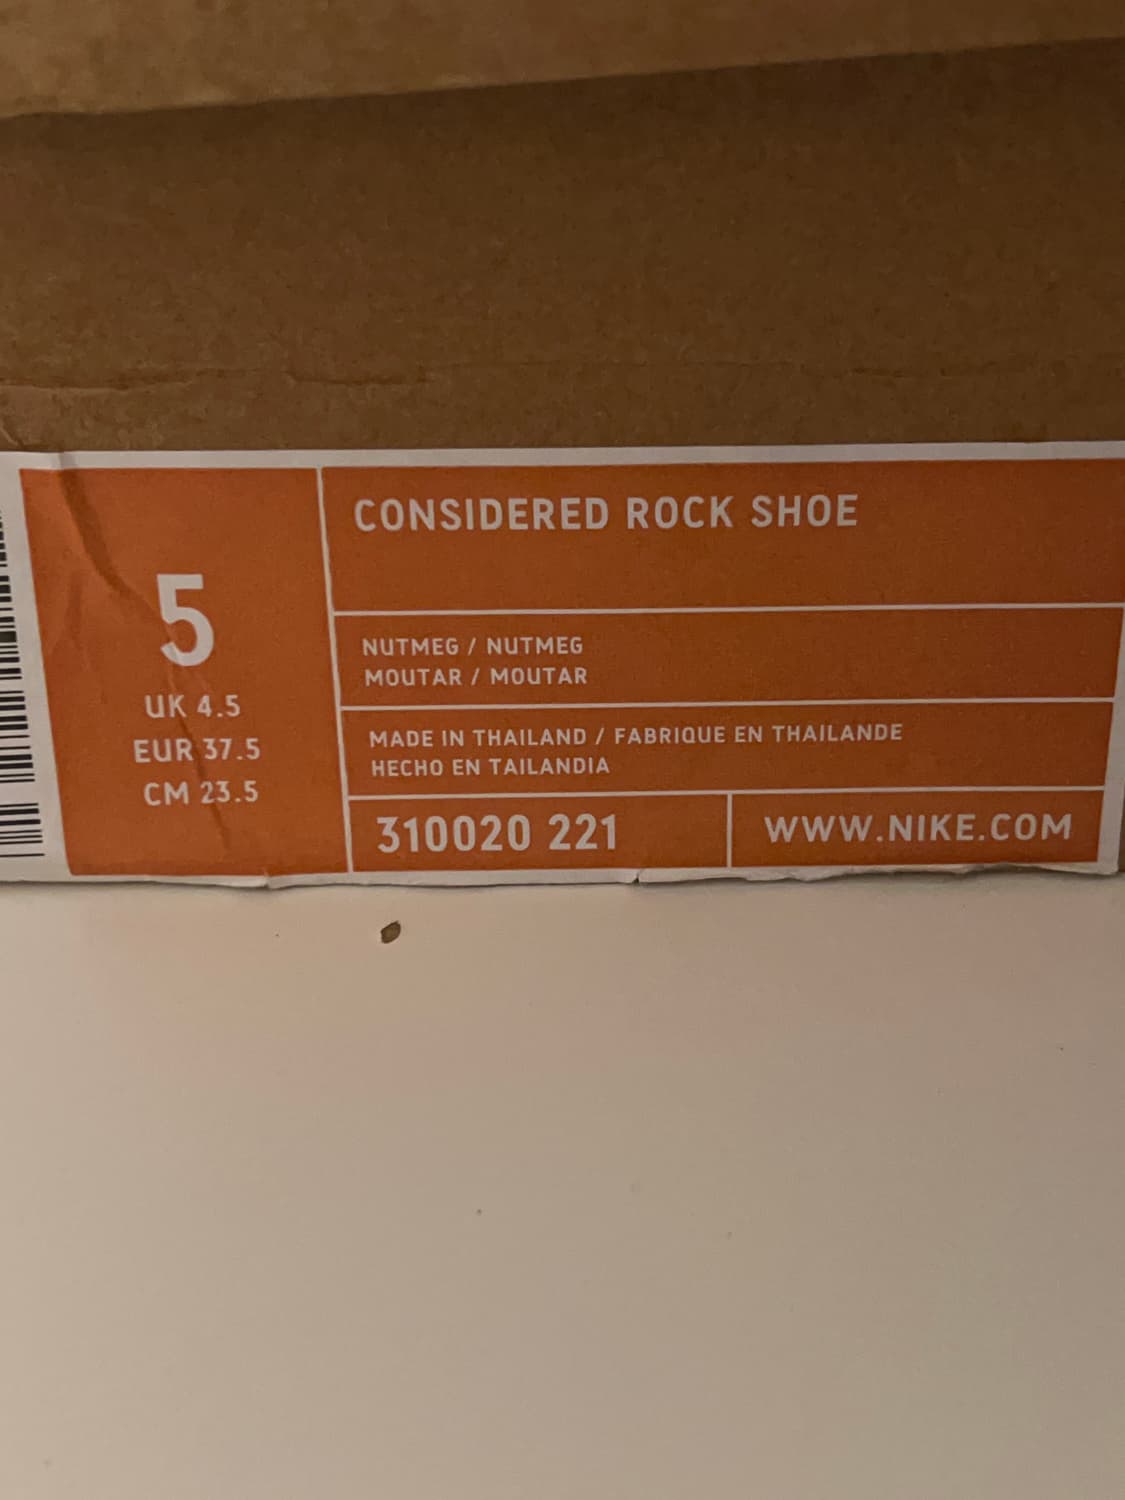 5
UK 4.5
EUR 37.5
CM 23.5
CONSIDERED ROCK SHOE
NUTMEG / NUTMEG
MOUTAR / MOUTAR
MADE IN THAILAND / FABRIQUE EN THAILANDE
HECHO EN TAILANDIA
310020 221
WWW.NIKE.COM